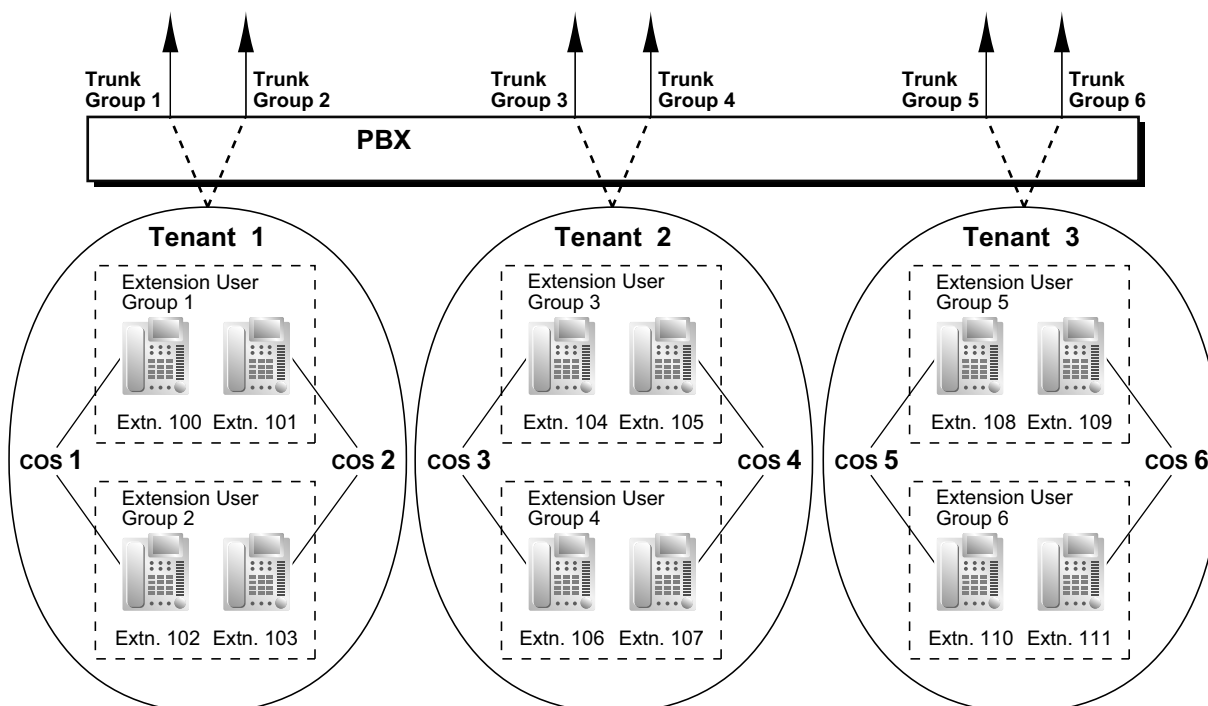 Trunk
Group 1
Trunk
Group 2
Trunk
Group 3
Trunk
Group 4
Trunk
Group 5
Trunk
Group 6
PBX
Tenant 1
Tenant 2
Tenant 3
Extension User
Group 1
Extn. 100 Extn. 101
COS 1
COS 2
Extension User
Group 2
Extn. 102 Extn. 103
Extension User
Group 3
Extn. 104 Extn. 105
COS 3
COS 4
Extension User
Group 4
Extn. 106 Extn. 107
Extension User
Group 5
Extn. 108 Extn. 109
COS 5
COS 6
Extension User
Group 6
Extn. 110 Extn. 111